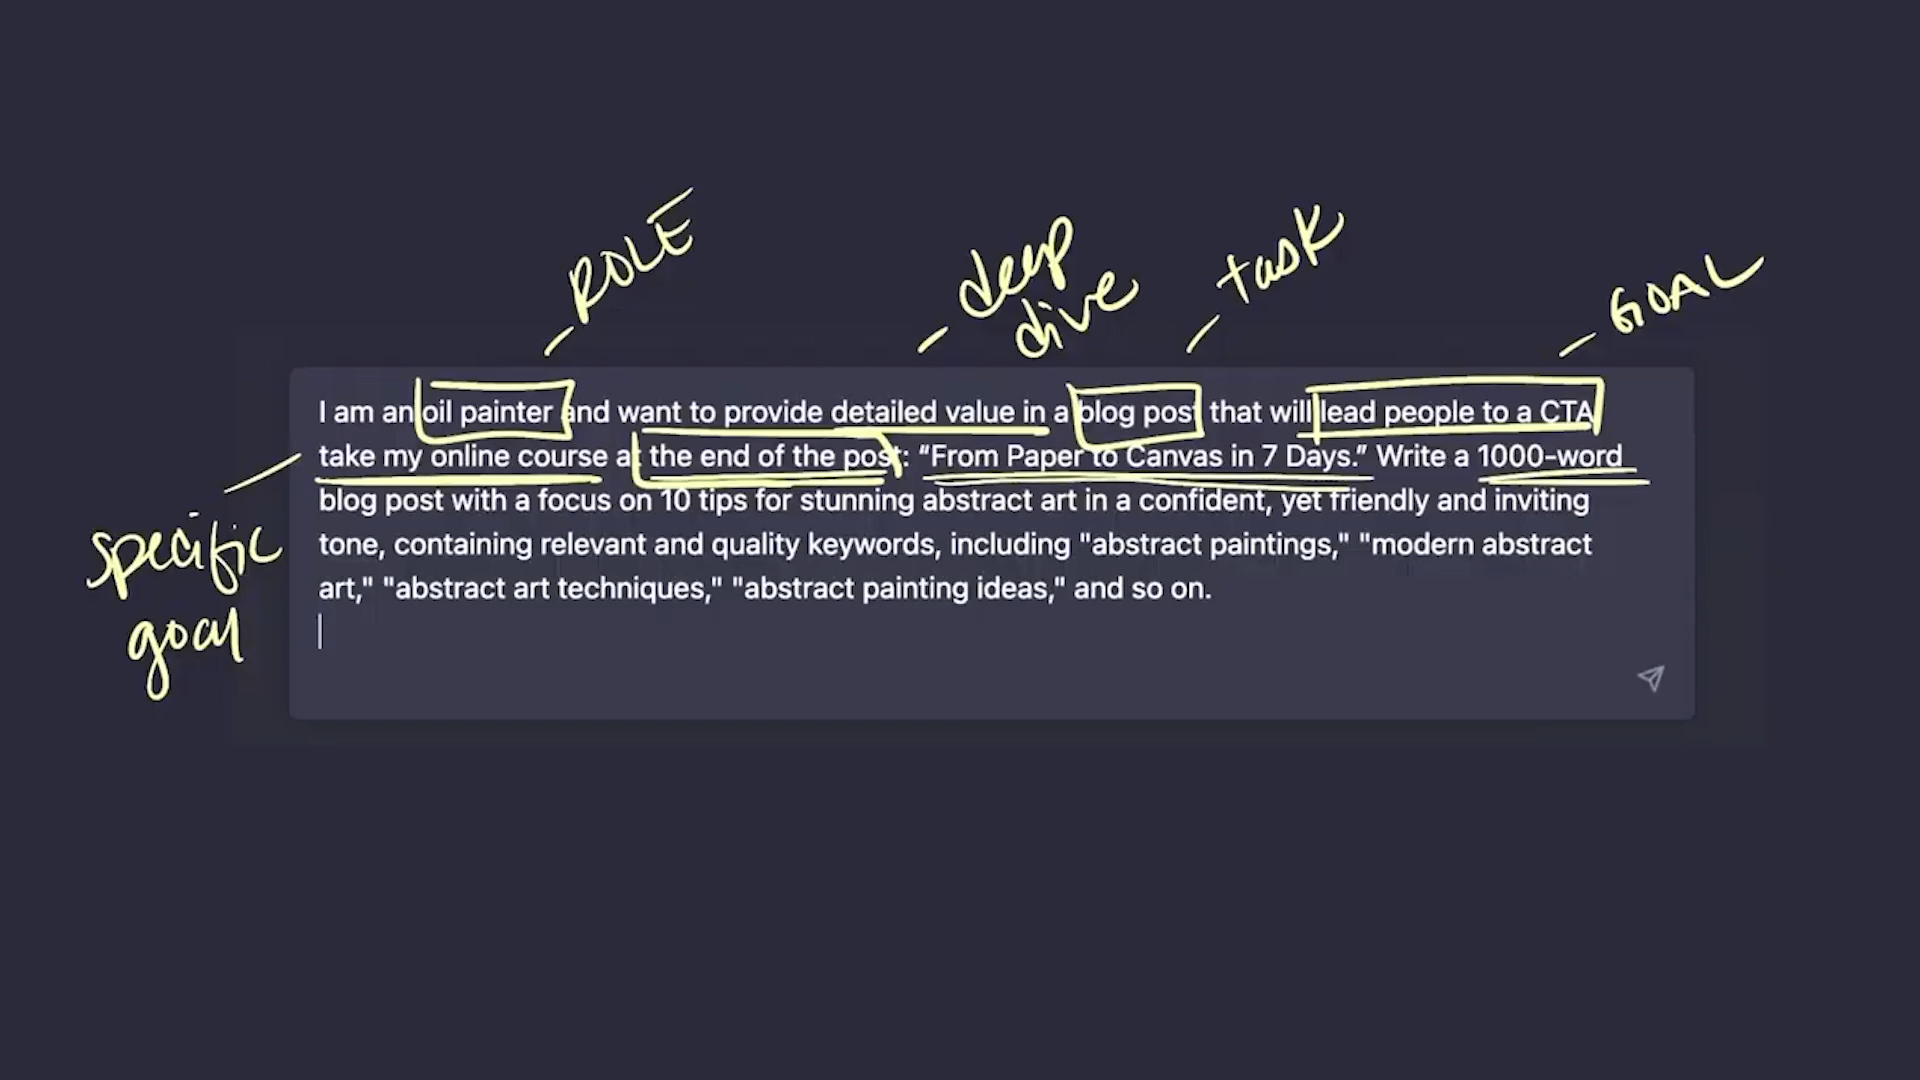 ROLE
deep
dive
task
GOAL
I am an oil painter and want to provide detailed value in a blog post that will lead people to a CTA
take my online course at the end of the post: “From Paper to Canvas in 7 Days.” Write a 1000-word
blog post with a focus on 10 tips for stunning abstract art in a confident, yet friendly and inviting
tone, containing relevant and quality keywords, including "abstract paintings," "modern abstract
art," "abstract art techniques," "abstract painting ideas," and so on.
specific
goal